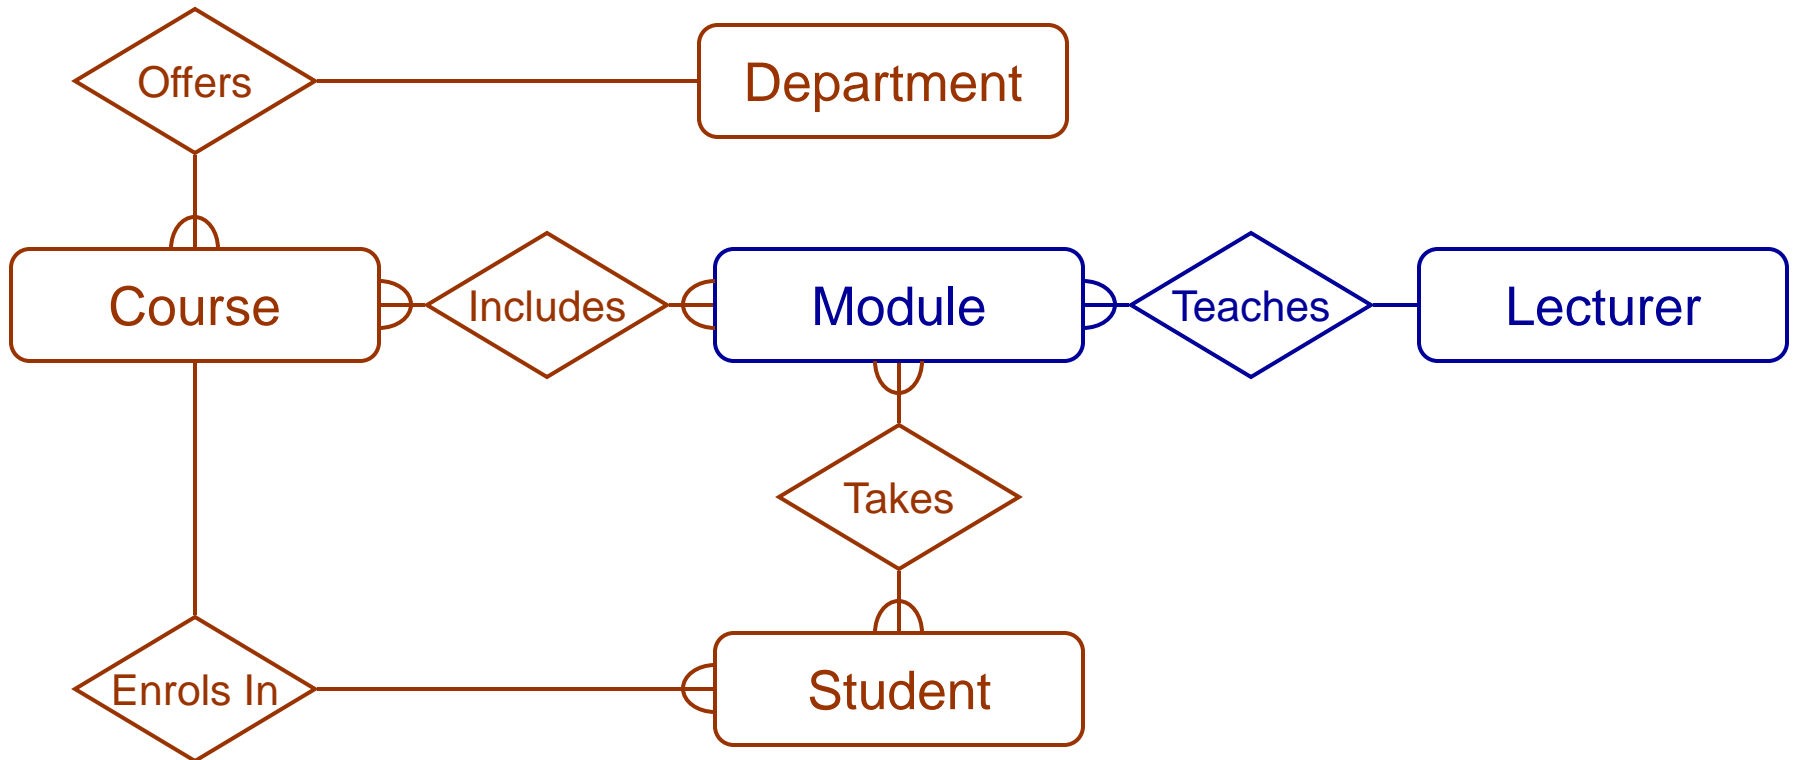 Offers
Department
Course
Includes
Module
Teaches
Lecturer
Takes
Enrols In
Student